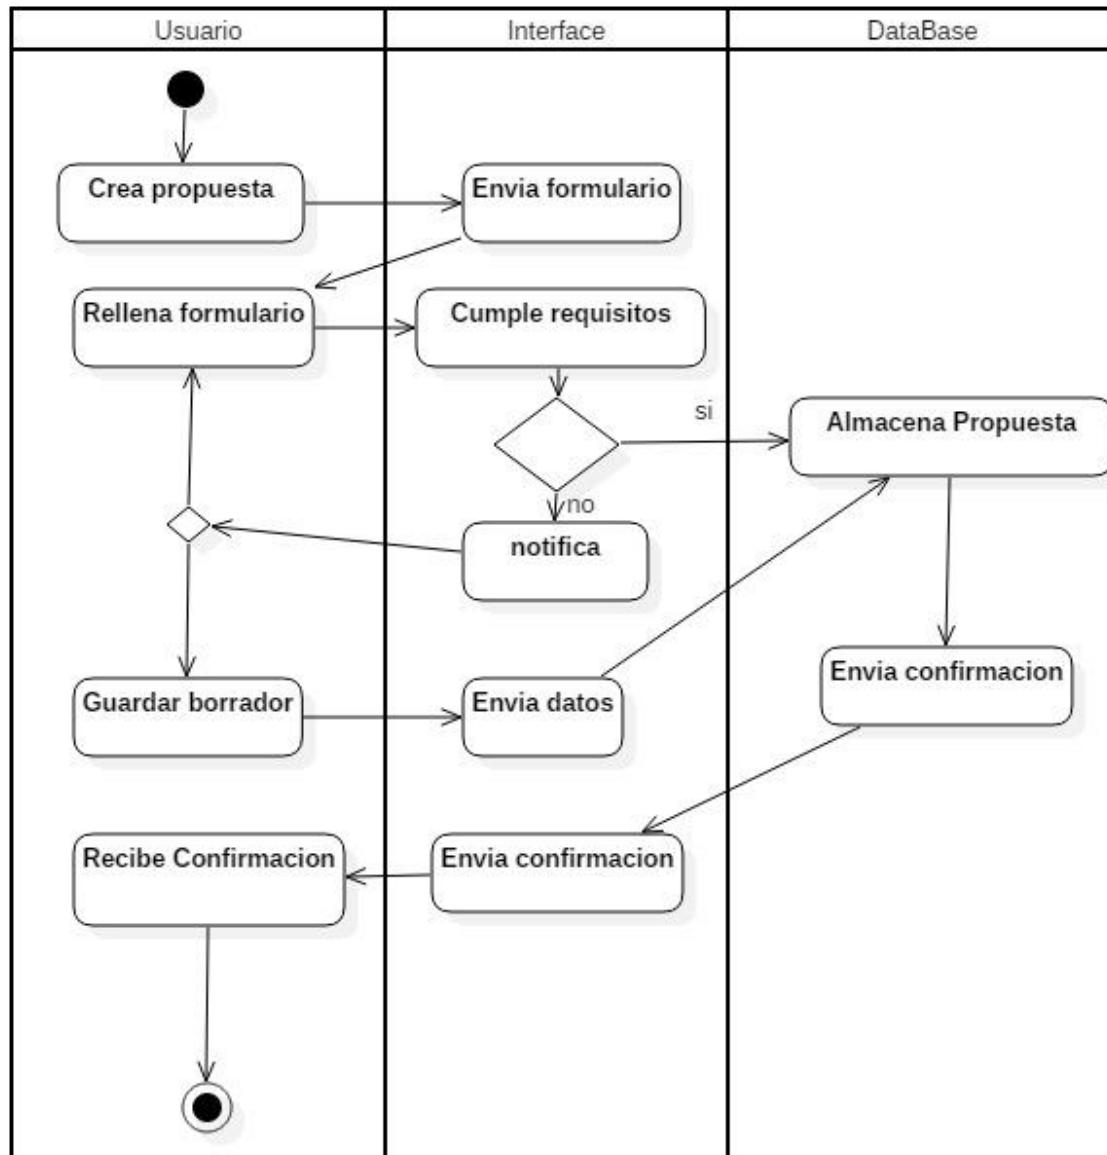 Usuario
Interface
DataBase
Crea propuesta
Envia formulario
Rellena formulario
Cumple requisitos
si
Almacena Propuesta
no
notifica
Guardar borrador
Envia datos
Envia confirmacion
Recibe Confirmacion
Envia confirmacion